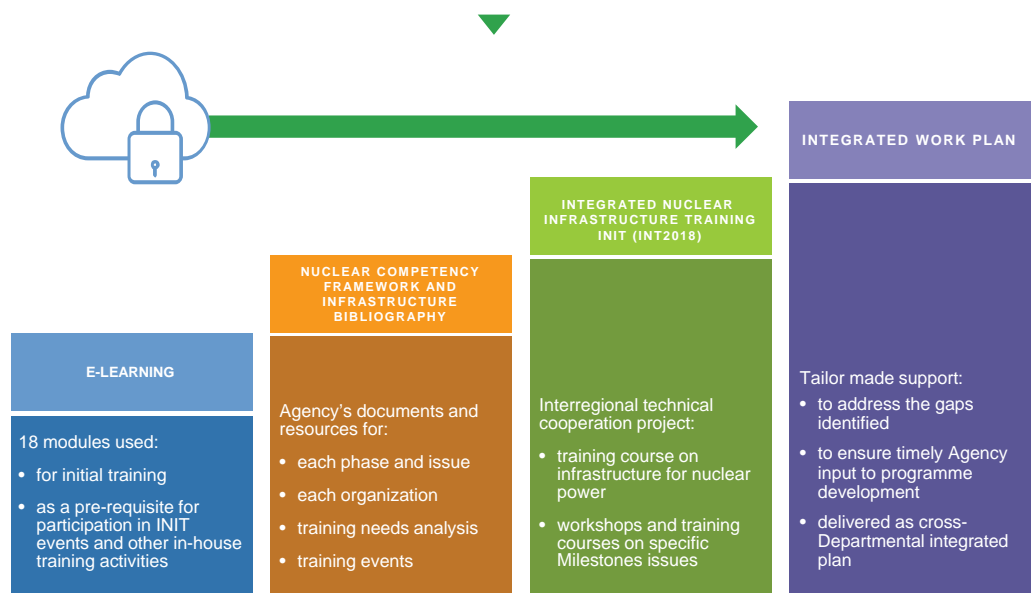 E-LEARNING
18 modules used:
• for initial training
• as a pre-requisite for
participation in INIT
events and other in-house
training activities
NUCLEAR COMPETENCY
FRAMEWORK AND
INFRASTRUCTURE
BIBLIOGRAPHY
Agency's documents and
resources for:
• each phase and issue
• each organization
• training needs analysis
• training events
INTEGRATED NUCLEAR
INFRASTRUCTURE TRAINING
INIT (INT2018)
Interregional technical
cooperation project:
• training course on
infrastructure for nuclear
power
• workshops and training
courses on specific
Milestones issues
INTEGRATED WORK PLAN
Tailor made support:
• to address the gaps
identified
• to ensure timely Agency
input to programme
development
• delivered as cross-
Departmental integrated
plan